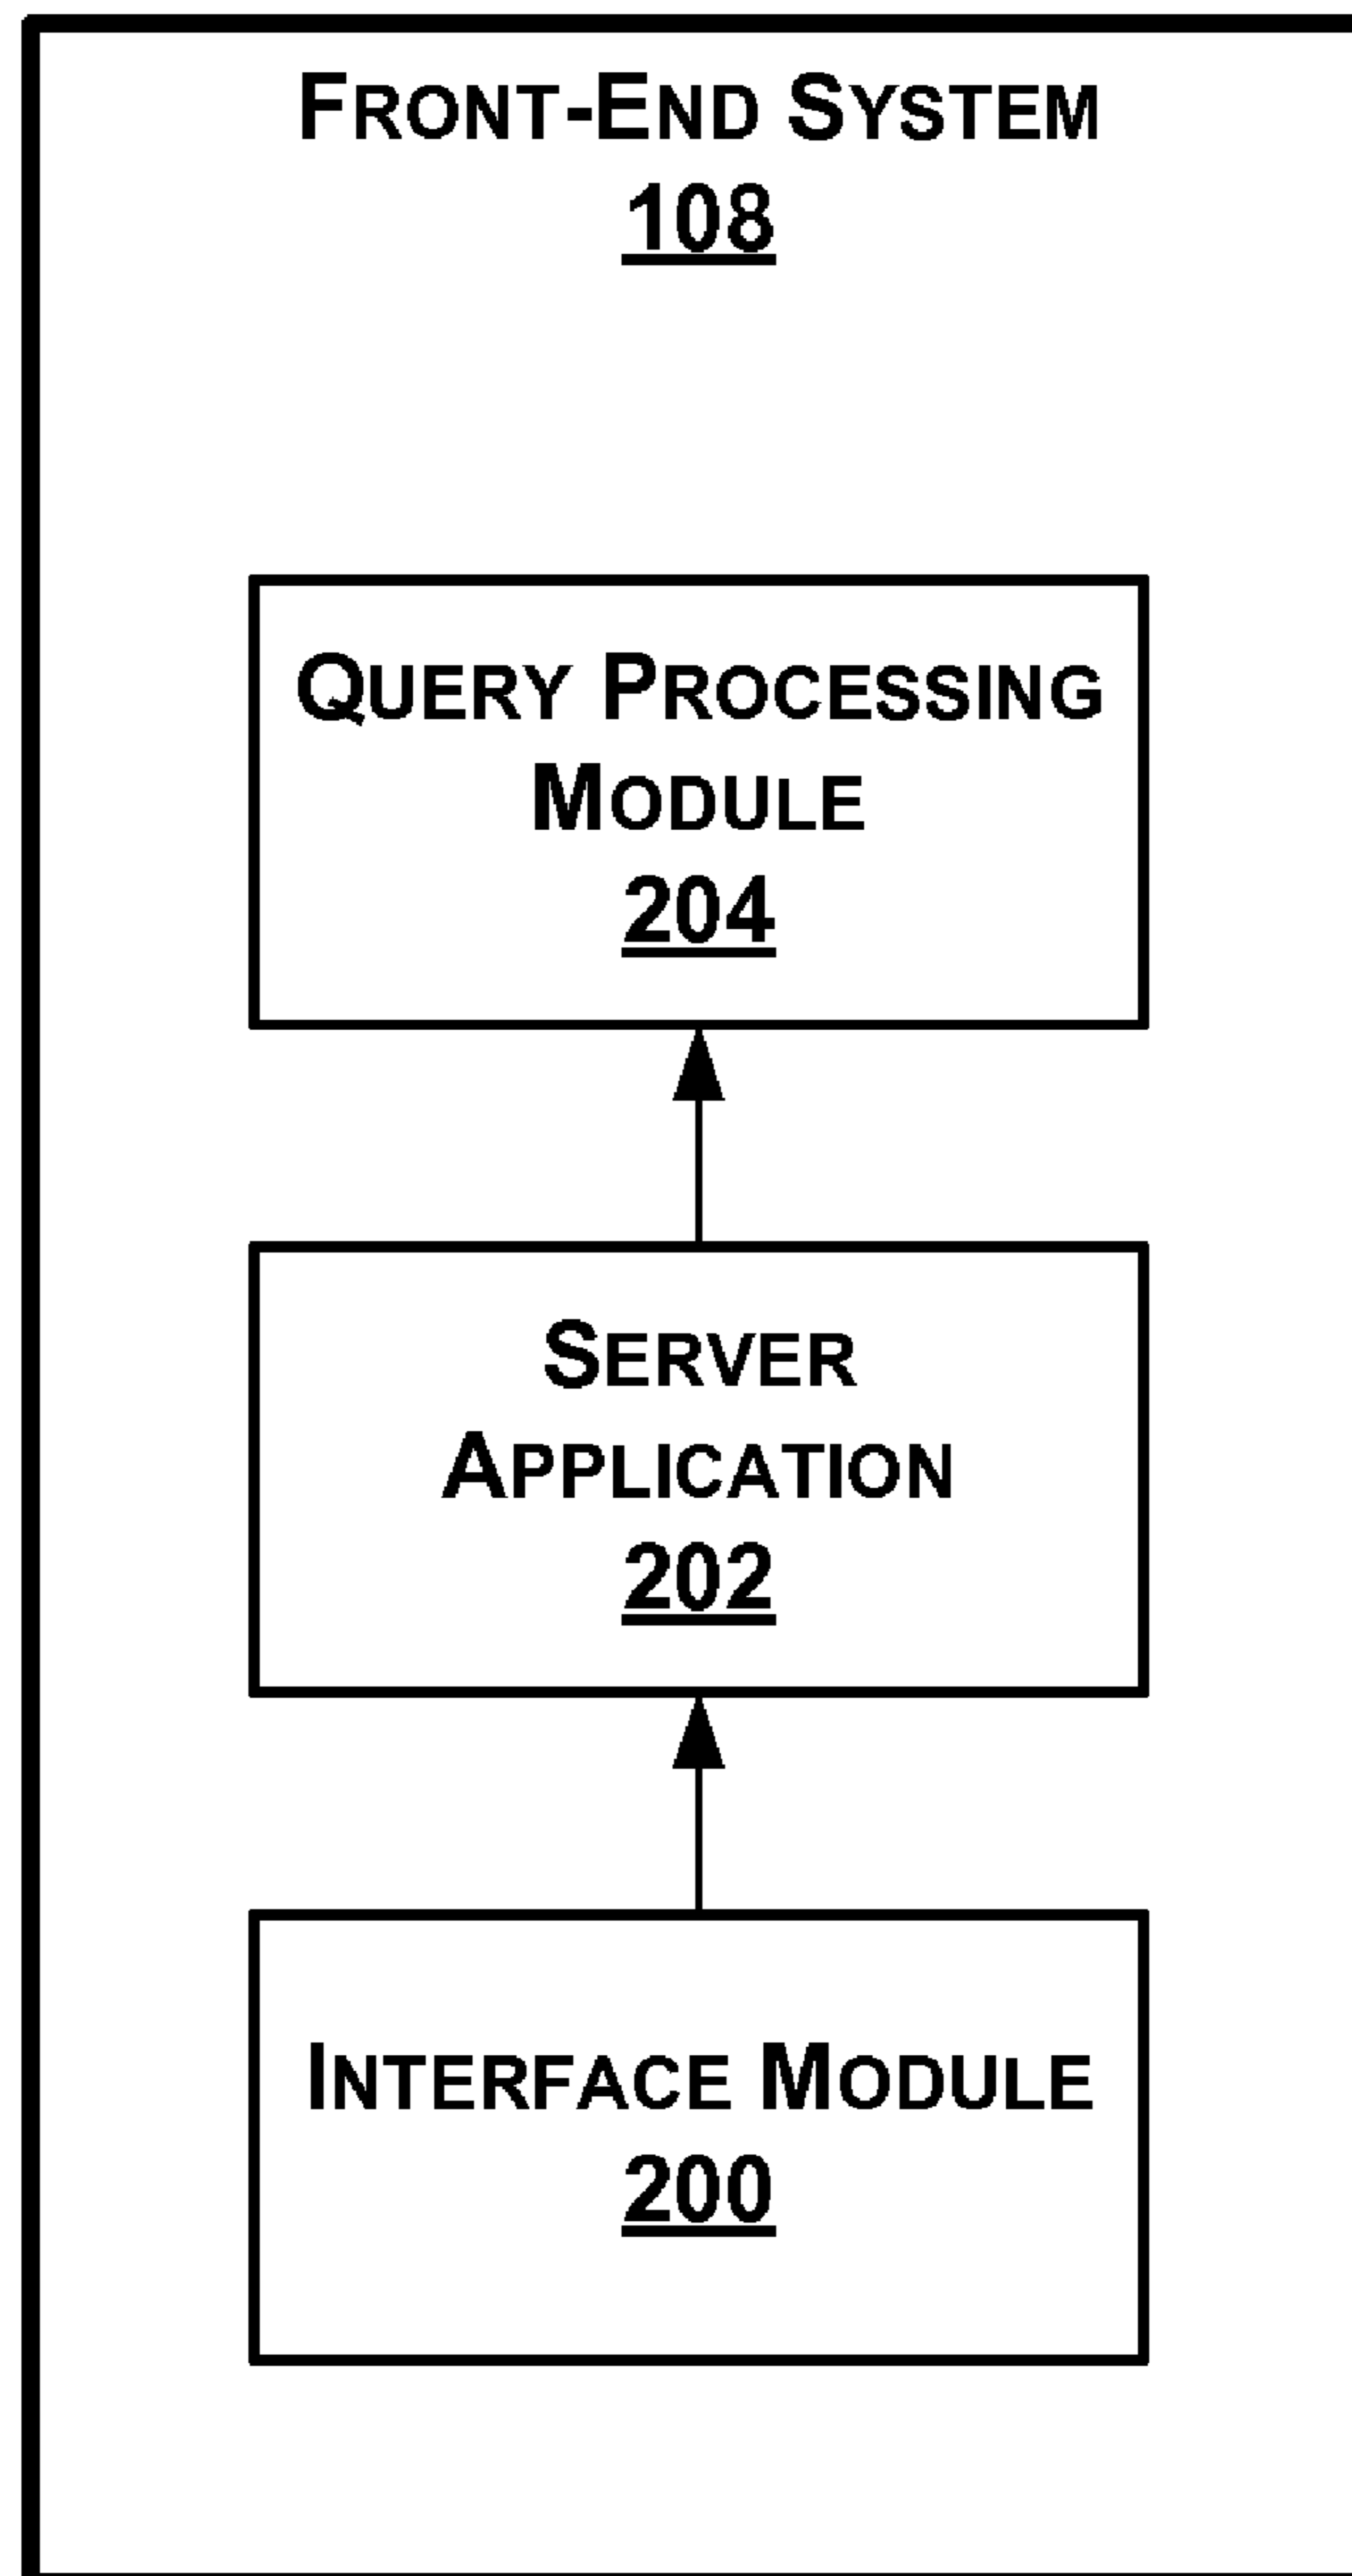 FRONT-END SYSTEM
108
QUERY PROCESSING
MODULE
204
SERVER
APPLICATION
202
INTERFACE MODULE
200